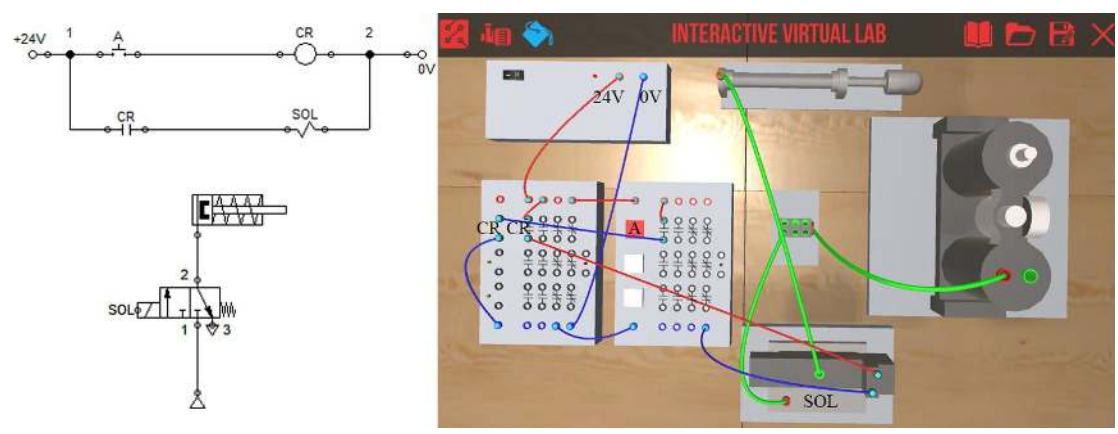 1
2
+24V
A
CR
0V
CR
SOL
2
SOL
1
3
INTERACTIVE VIRTUAL LAB
24V 0V
CR CR
A
SOL